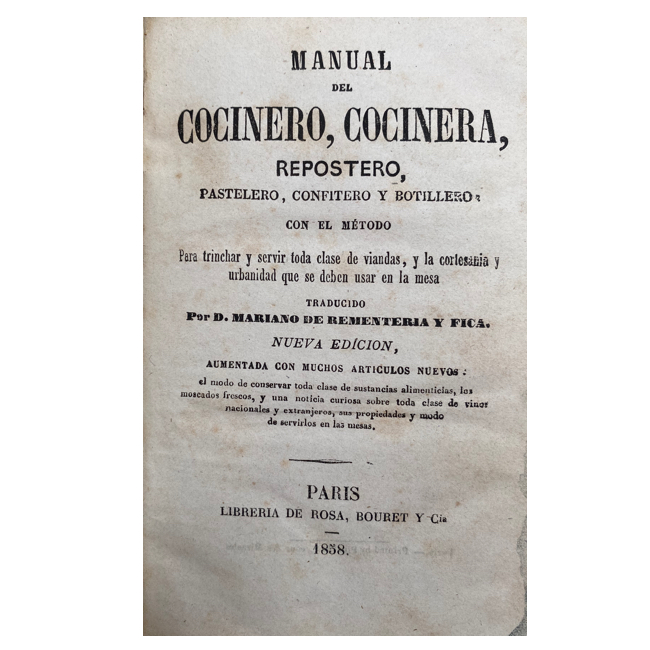 MANUAL
DEL
COCINERO, COCINERA,
REPOSTERO,
PASTELERO, CONFITERO Y BOTILLERO:
CON EL MÉTODO
Para trinchar y servir toda clase de viandas, y la cortesania y
urbanidad que se deben usar en la mesa
TRADUCIDO
Por D. MARIANO DE REMENTERIA Y FICA.
NUEVA EDICION,
AUMENTADA CON MUCHOS ARTICULOS NUEVOS:
el modo de conservar toda clase de sustancias alimenticias, los
moscados frescos, y una noticia curiosa sobre toda clase de vinos
nacionales y extranjeros, sus propiedades y modo
de servirlos en las mesas.
PARIS
LIBRERIA DE ROSA, BOURET Y Cia
1858.